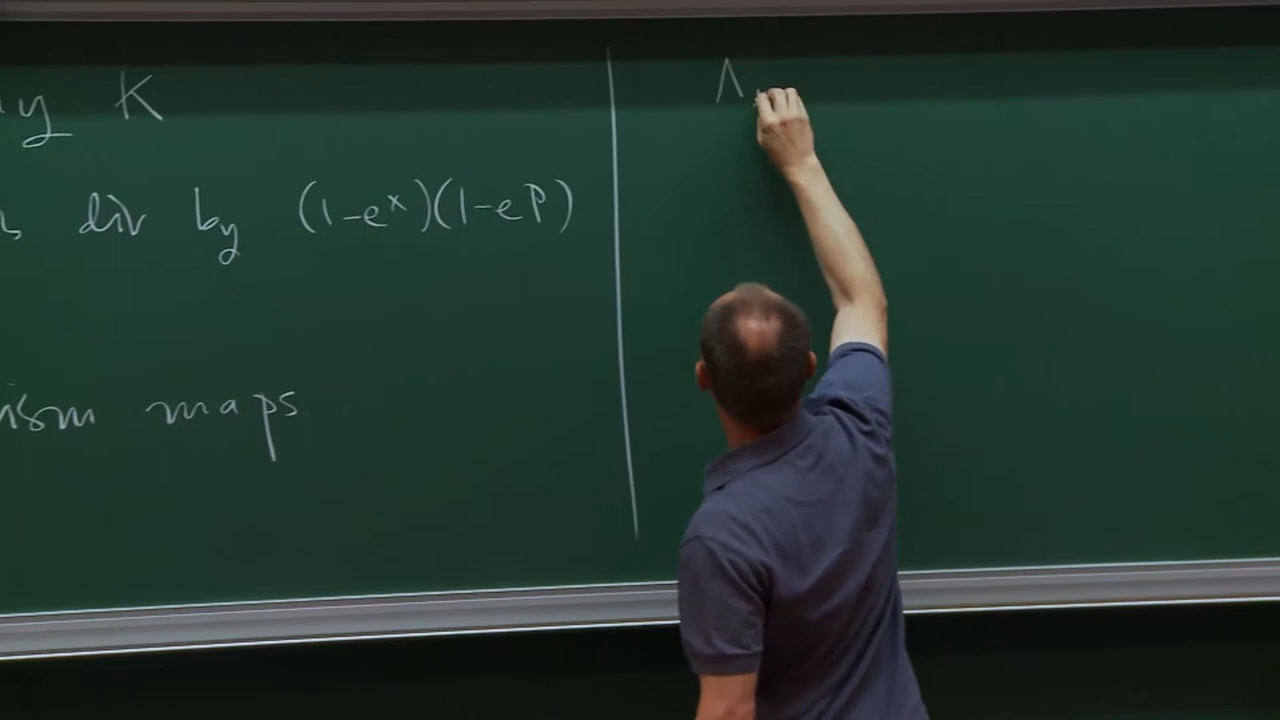 y K
div by (1-e^x)(1-e^p)
ism maps
Λ